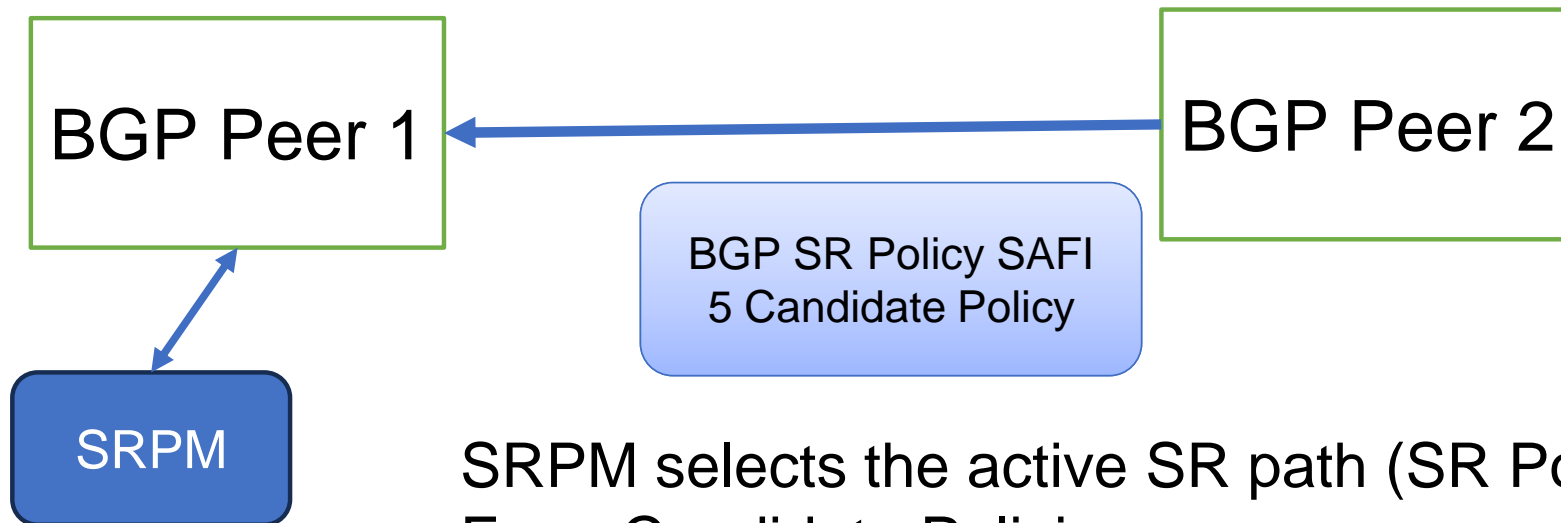 BGP Peer 1
BGP Peer 2
BGP SR Policy SAFI
5 Candidate Policy
SRPM
SRPM selects the active SR path (SR